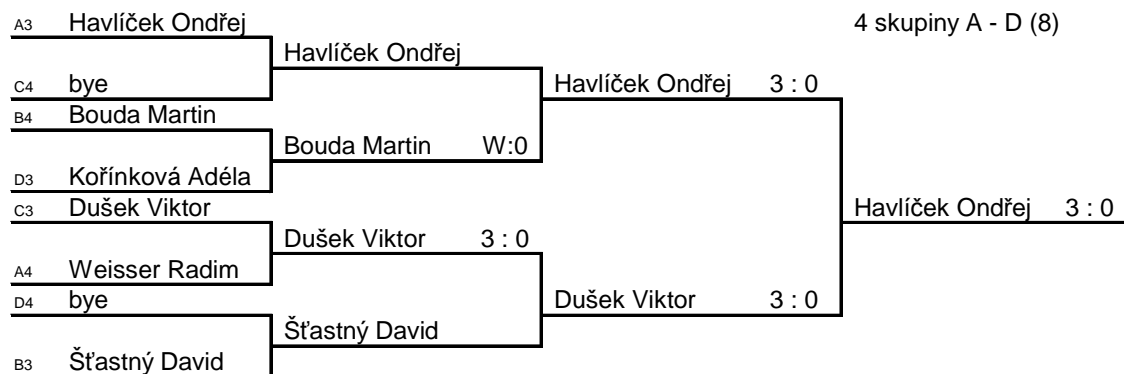 A3 Havlíček Ondřej 4 skupiny A - D (8)
Havlíček Ondřej
C4 bye Havlíček Ondřej 3 : 0
B4 Bouda Martin
Bouda Martin W:0
D3 Kořínková Adéla
C3 Dušek Viktor Havlíček Ondřej 3 : 0
Dušek Viktor 3 : 0
A4 Weisser Radim
D4 bye Dušek Viktor 3 : 0
Šťastný David
B3 Šťastný David